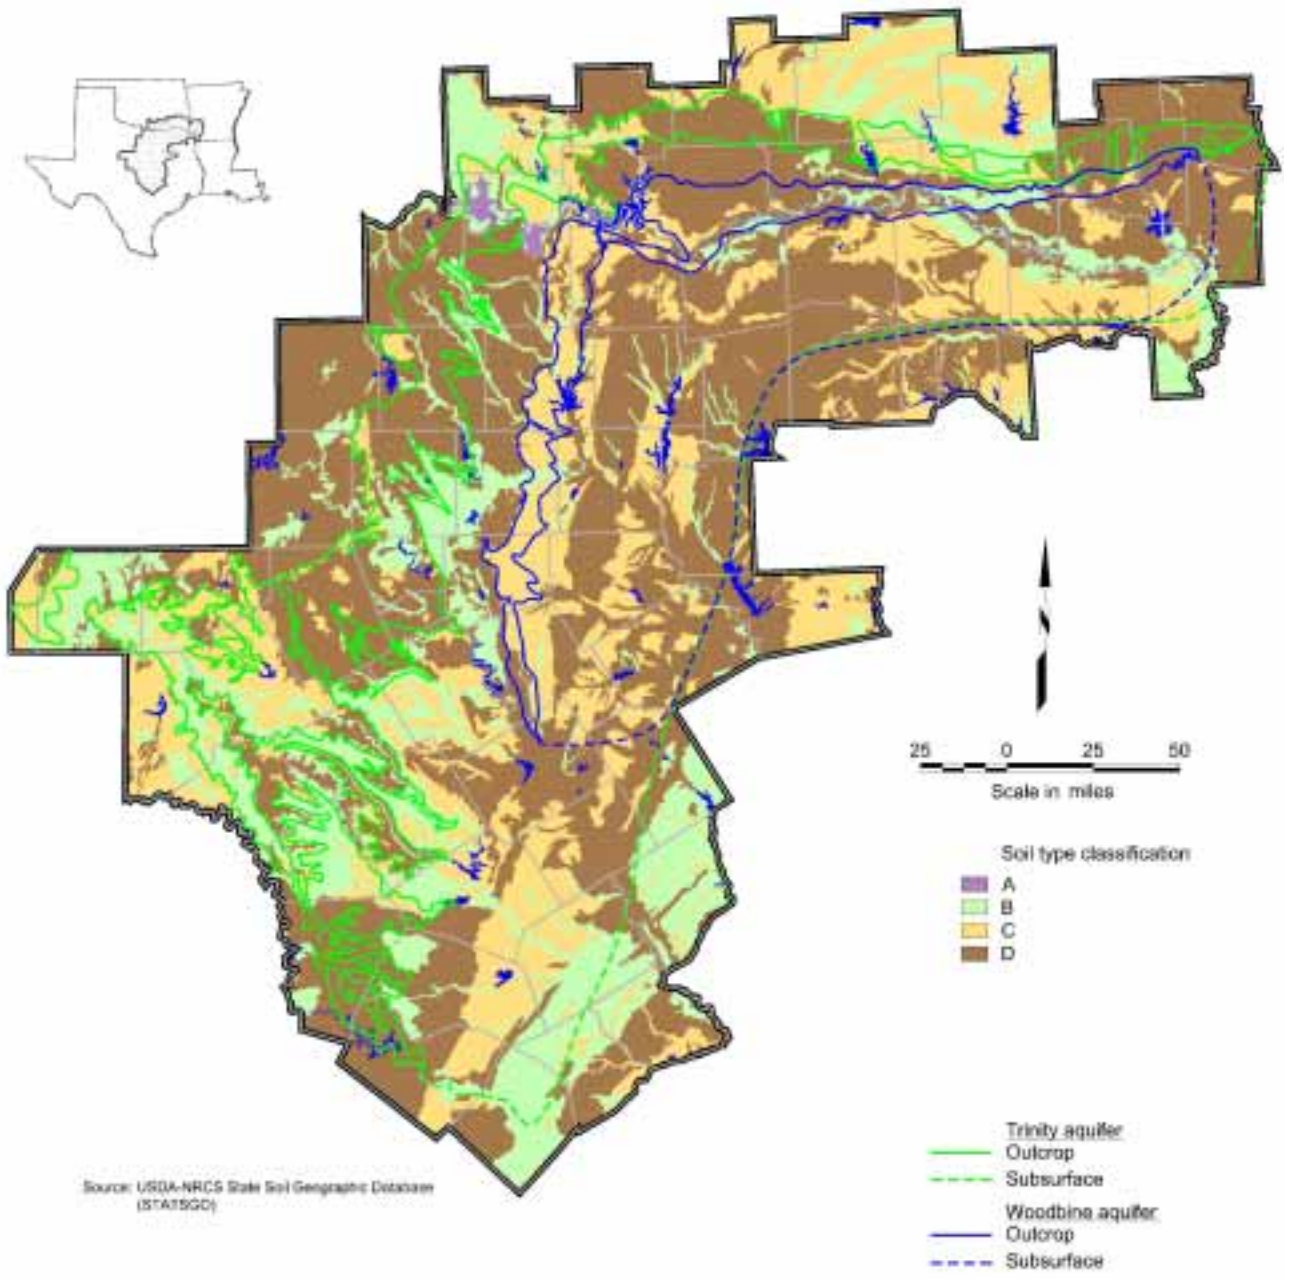 25 0 25 50
Scale in miles
Soil type classification
A
B
C
D
Trinity aquifer
Outcrop
Subsurface
Woodbine aquifer
Outcrop
Subsurface
Source: USDA-NRCS State Soil Geographic Database
(STATSGO)